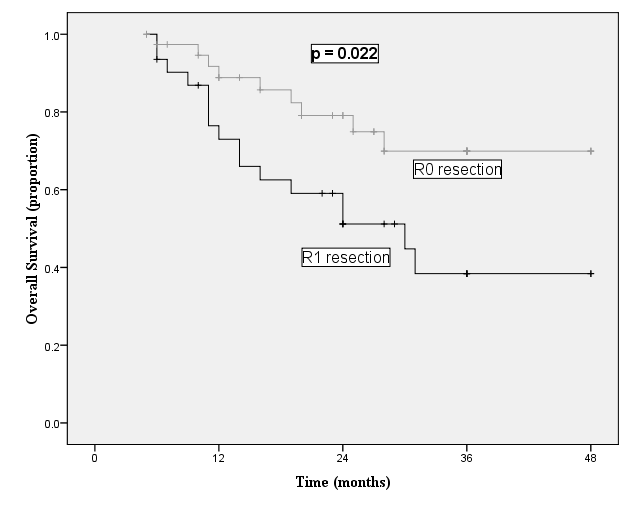 1.0
p = 0.022
0.8
R0 resection
0.6
R1 resection
0.4
0.2
0.0
Overall Survival (proportion)
0 12 24 36 48
Time (months)